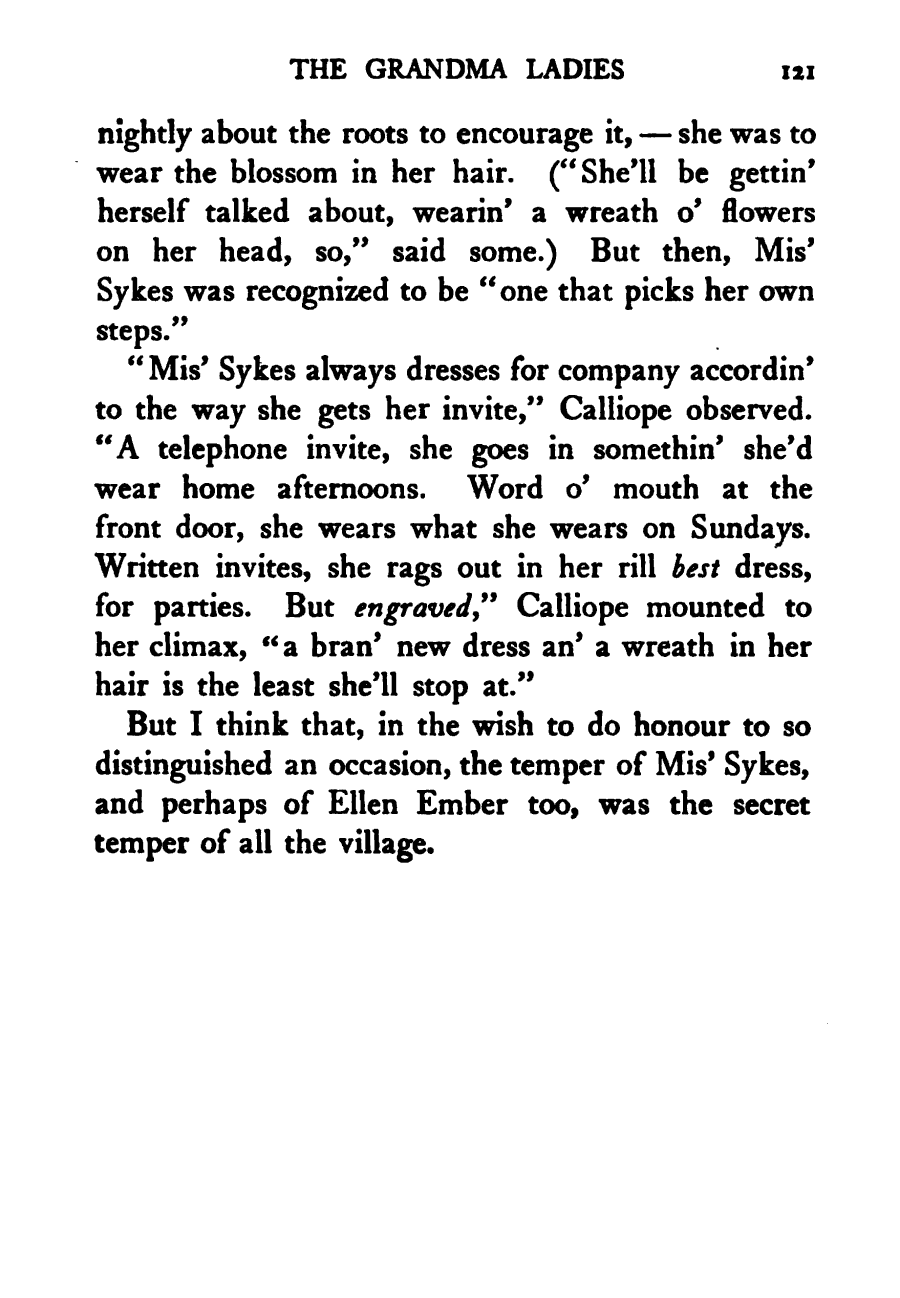 THE GRANDMA LADIES 121
nightly about the roots to encourage it, — she was to
wear the blossom in her hair. ("She'll be gettin'
herself talked about, wearin' a wreath o' flowers
on her head, so," said some.) But then, Mis'
Sykes was recognized to be "one that picks her own
steps."
"Mis' Sykes always dresses for company accordin'
to the way she gets her invite," Calliope observed.
"A telephone invite, she goes in somethin' she'd
wear home afternoons. Word o' mouth at the
front door, she wears what she wears on Sundays.
Written invites, she rags out in her rill best dress,
for parties. But engraved," Calliope mounted to
her climax, "a bran' new dress an' a wreath in her
hair is the least she'll stop at."
But I think that, in the wish to do honour to so
distinguished an occasion, the temper of Mis' Sykes,
and perhaps of Ellen Ember too, was the secret
temper of all the village.